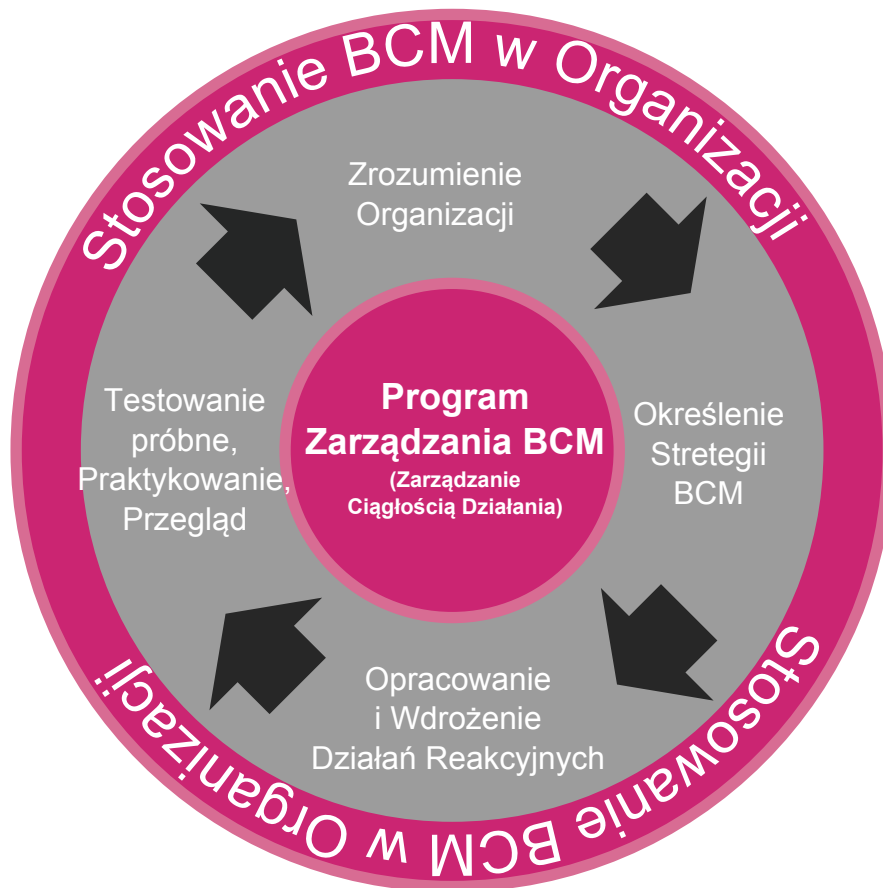 Stosowanie BCM w Organizacji
Zrozumienie
Organizacji
Określenie
Stretegii
BCM
Opracowanie
i Wdrożenie
Działań Reakcyjnych
Testowanie
próbne,
Praktykowanie,
Przegląd
Program
Zarządzania BCM
(Zarządzanie
Ciągłością Działania)
Stosowanie BCM w Organizacji